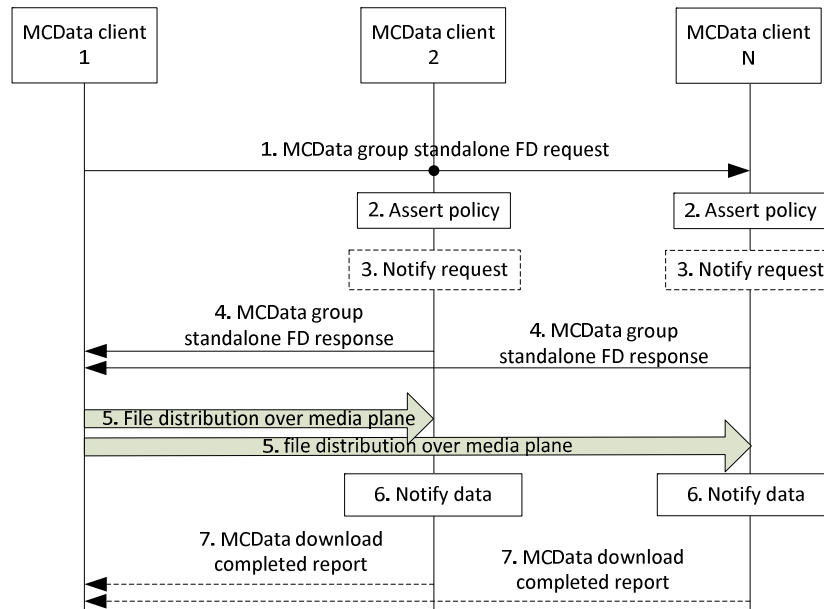 MCData client
1
MCData client
2
MCData client
N
1. MCData group standalone FD request
2. Assert policy
2. Assert policy
3. Notify request
3. Notify request
4. MCData group
standalone FD response
4. MCData group
standalone FD response
5. File distribution over media plane
5. file distribution over media plane
6. Notify data
6. Notify data
7. MCData download
completed report
7. MCData download
completed report